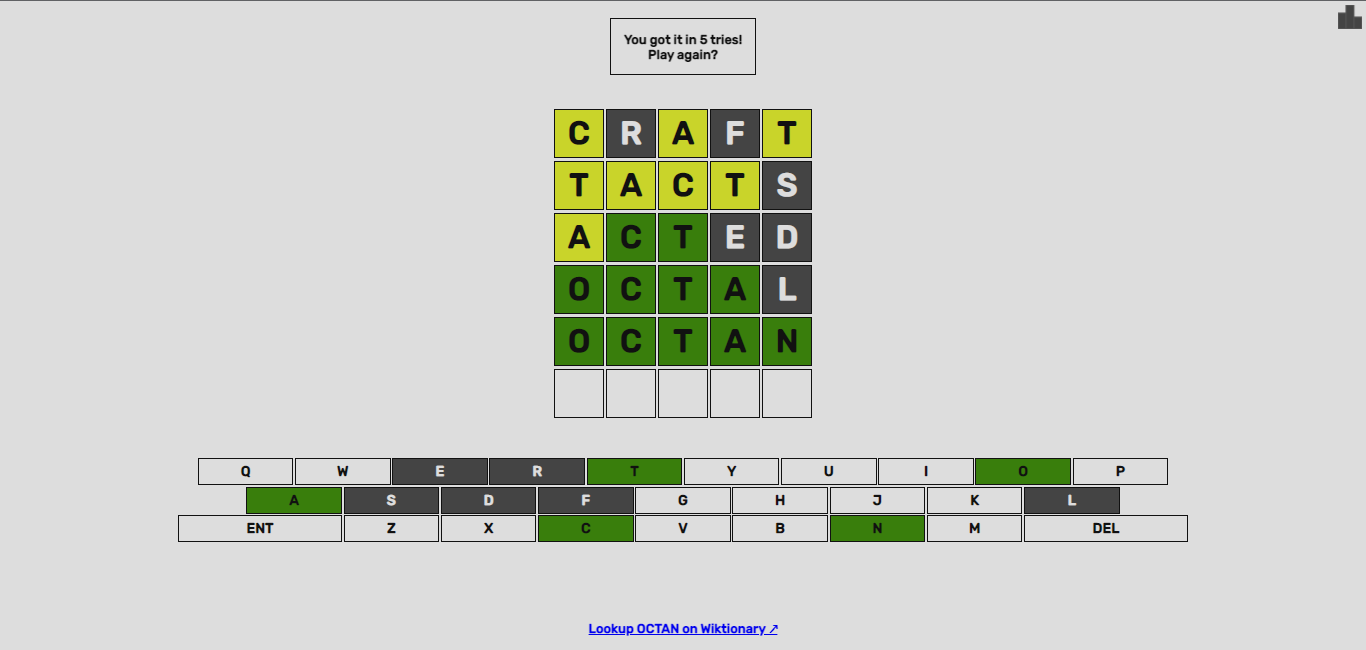 You got it in 5 tries!
Play again?
C R A F T
T A C T S
A C T E D
O C T A L
O C T A N
Q W E R T Y U I O P
A S D F G H J K L
ENT Z X C V B N M DEL
Lookup OCTAN on Wiktionary ↗